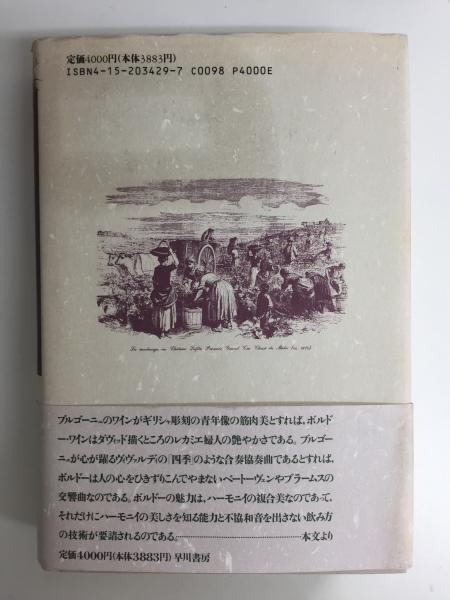 定価4000円(本体3883円)
ISBN4-15-203429-7 C0098 P4000E
ブルゴーニュのワインがギリシャ彫刻の青年像の筋肉美とすれば、ボルド
ー・ワインはダヴィッド描くところのレカミエ婦人の艶やかさである。ブルゴー
ニュが心が躍るヴィヴァルディの『四季』のような合奏協奏曲であるとすれば、
ボルドーは人の心をひきずりこんでやまないベートーヴェンやブラームスの
交響曲なのである。ボルドーの魅力は、ハーモニイの複合美なのであって、
それだけにハーモニイの美しさを知る能力と不協和音を出さない飲み方
の技術が要請されるのである。――本文より
定価4000円(本体3883円)早川書房